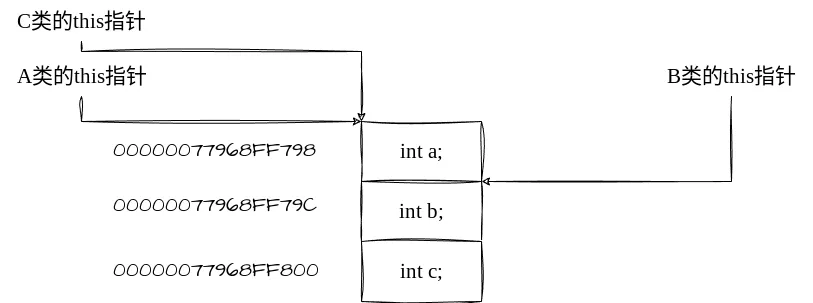 C类的this指针
A类的this指针
B类的this指针
00000077968FF798
int a;
00000077968FF79C
int b;
00000077968FF800
int c;